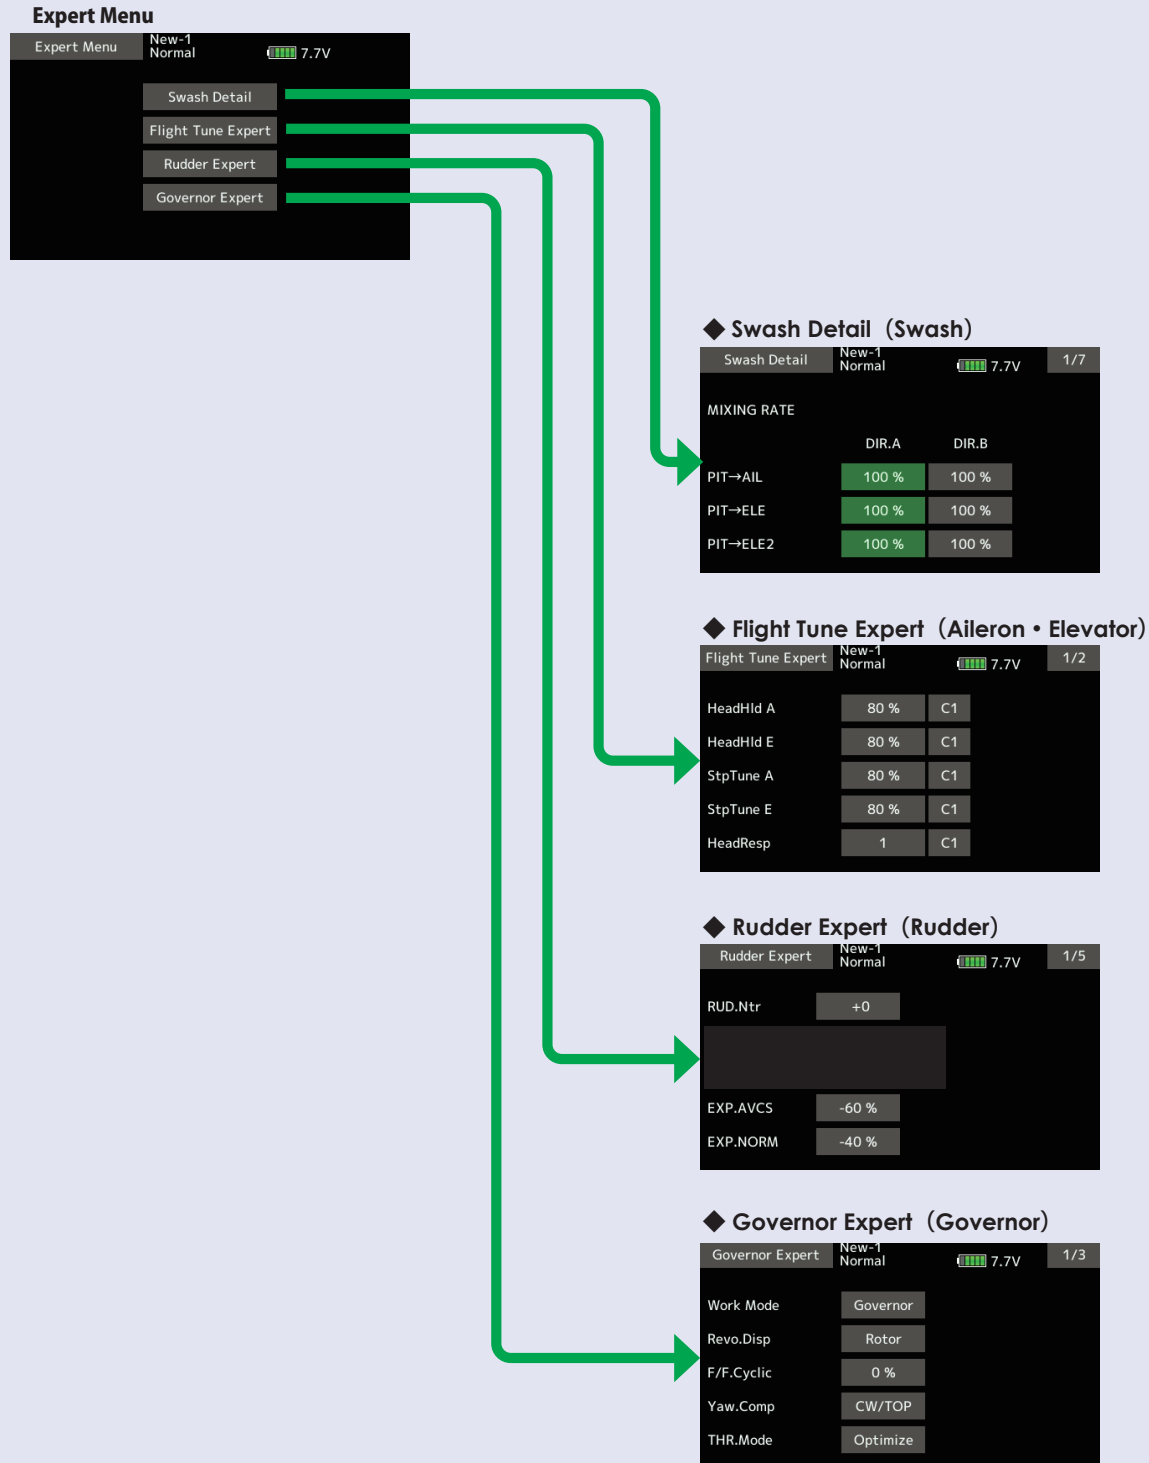 Expert Menu
Expert Menu New-1 Normal 7.7V
Swash Detail
Flight Tune Expert
Rudder Expert
Governor Expert
◆ Swash Detail（Swash）
Swash Detail New-1 Normal 7.7V 1/7
MIXING RATE
DIR.A DIR.B
PIT→AIL 100 % 100 %
PIT→ELE 100 % 100 %
PIT→ELE2 100 % 100 %
◆ Flight Tune Expert（Aileron・Elevator）
Flight Tune Expert New-1 Normal 7.7V 1/2
HeadHld A 80 % C1
HeadHld E 80 % C1
StpTune A 80 % C1
StpTune E 80 % C1
HeadResp 1 C1
◆ Rudder Expert（Rudder）
Rudder Expert New-1 Normal 7.7V 1/5
RUD.Ntr +0
EXP.AVCS -60 %
EXP.NORM -40 %
◆ Governor Expert（Governor）
Governor Expert New-1 Normal 7.7V 1/3
Work Mode Governor
Revo.Disp Rotor
F/F.Cyclic 0 %
Yaw.Comp CW/TOP
THR.Mode Optimize